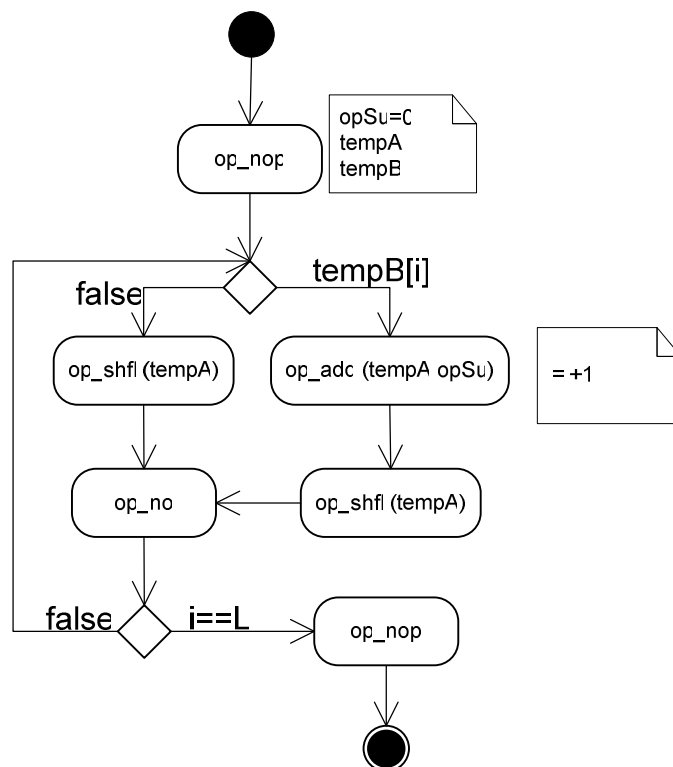 op_nop
opSu=0
tempA
tempB
tempB[i]
false
op_shfl (tempA)
op_adc (tempA opSu)
= +1
op_no
op_shfl (tempA)
false
i==L
op_nop